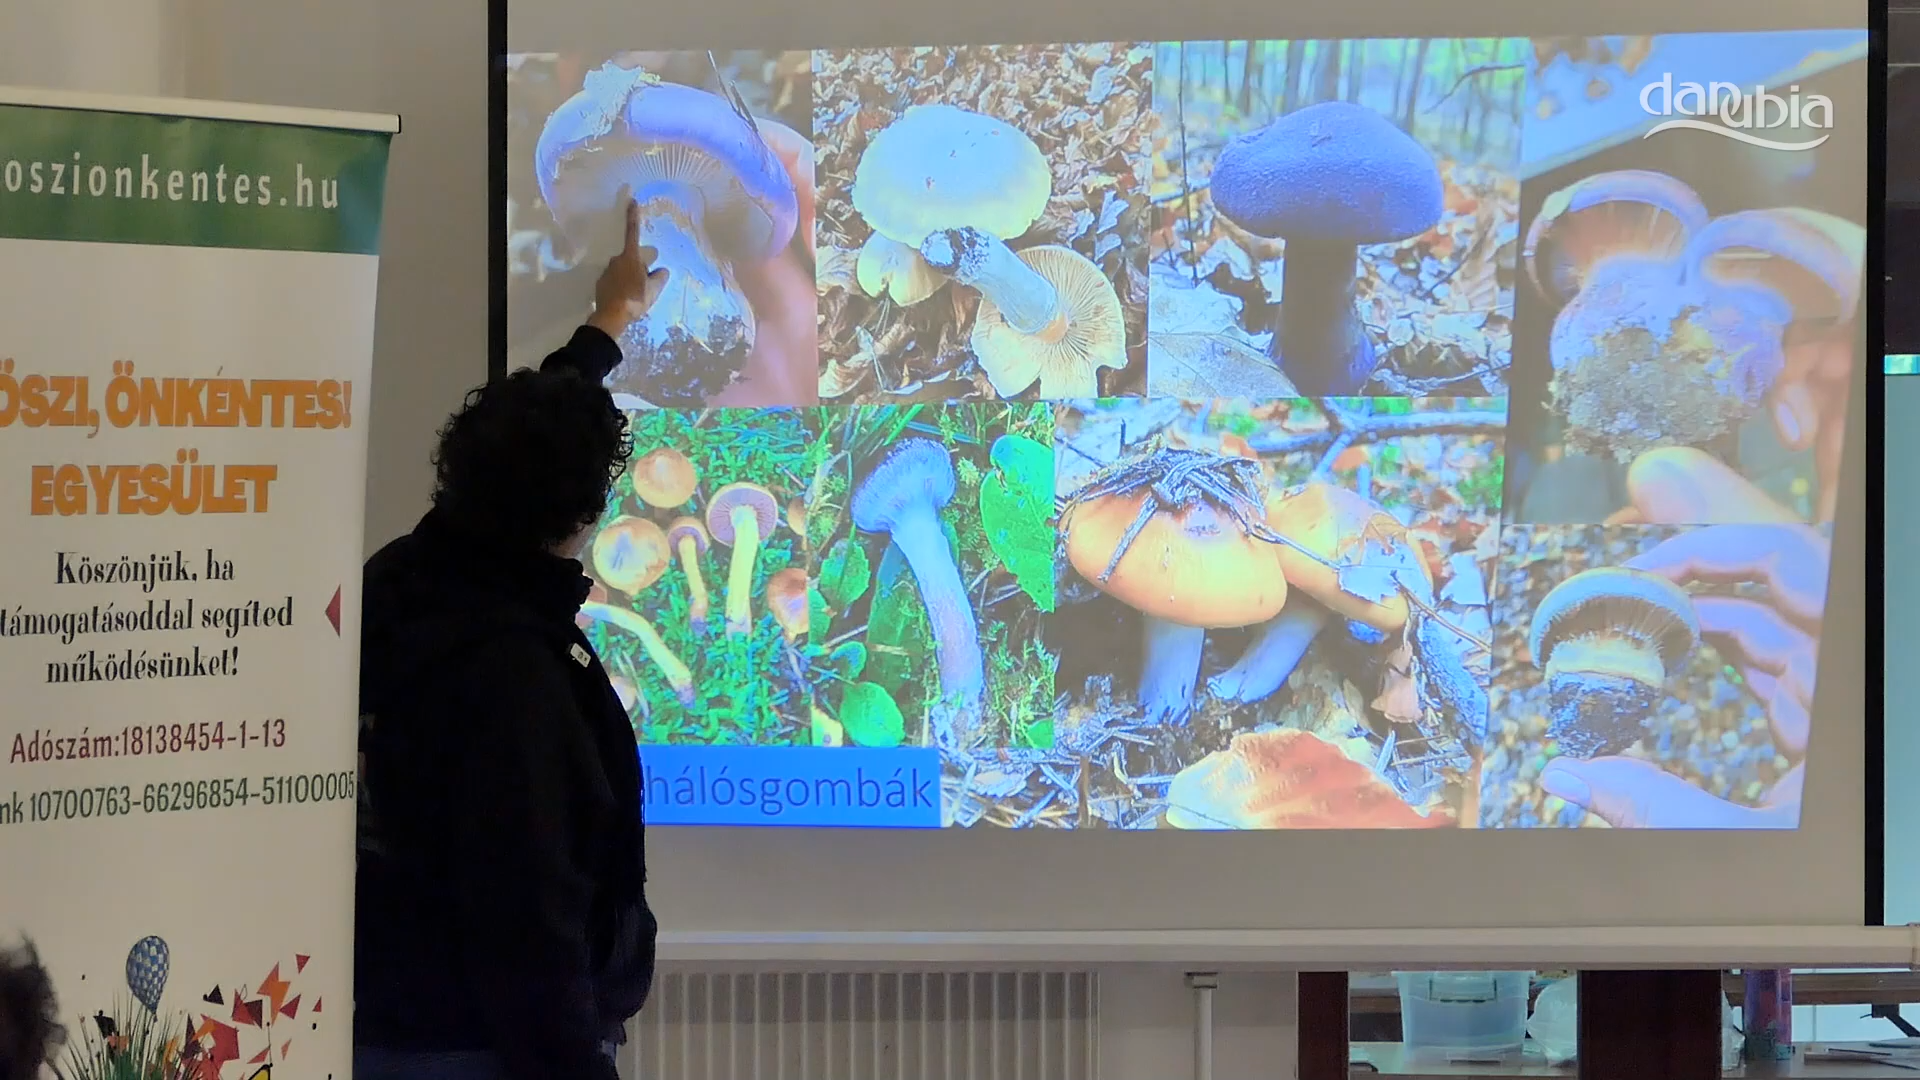 oszionkentes.hu
ÖSZI, ÖNKÉNTES!
EGYESÜLET
Köszönjük, ha
támogatásoddal segíted
működésünket!
Adószám:18138454-1-13
10700763-66296854-51100005
hálósgombák
danubia